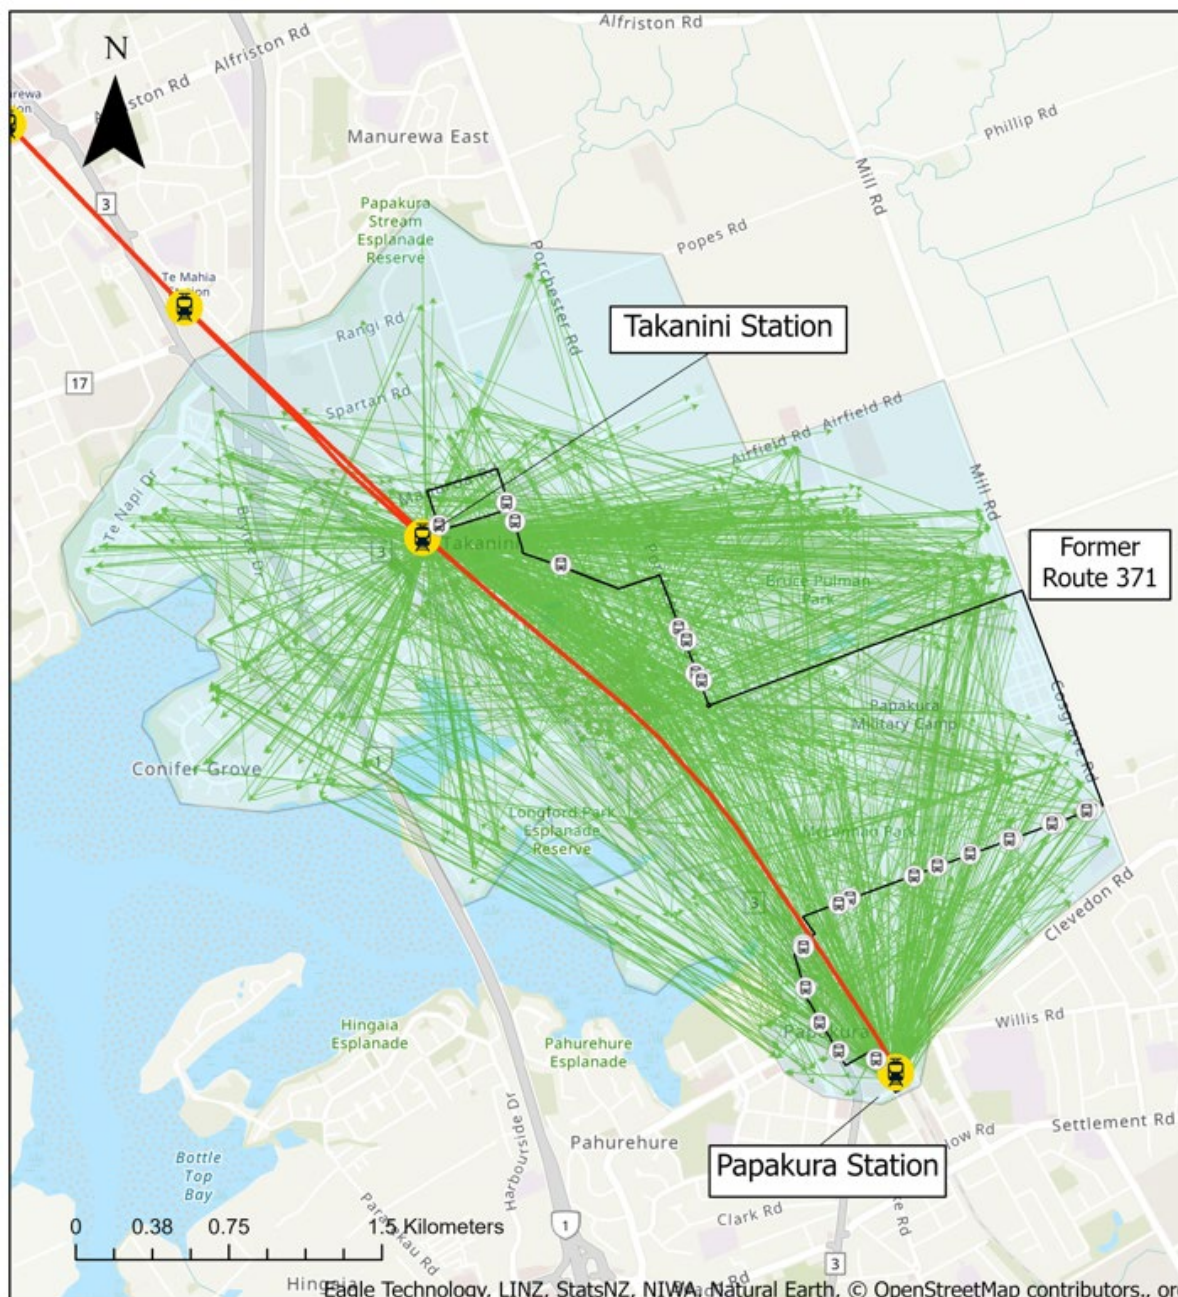 Alfriston Rd
N
Alfriston Rd
Manurewa East
Phillip Rd
Mill Rd
3
Papakura
Stream
Esplanade
Reserve
Popes Rd
Porchester Rd
Te Mahia
Station
Takanini Station
Rangi Rd
17
Spartan Rd
Airfield Rd
Airfield Rd
Te Napi Dr
Mill Rd
Takanini
3
Former
Route 371
Bruce Pulman
Park
Papakura
Military Camp
Cosgrave Rd
Conifer Grove
1
Longford Park
Esplanade
Reserve
McLennan Park
3
Clevedon Rd
Willis Rd
Hingaia
Esplanade
Pahurehure
Esplanade
Papakura
Harbourside Dr
Settlement Rd
Pahurehure
Papakura Station
Bottle
Top
Bay
Clark Rd
0 0.38 0.75 1.5 Kilometers
1
3
Hingaia
Eagle Technology, LINZ, StatsNZ, NIWA, Natural Earth, © OpenStreetMap contributors.,